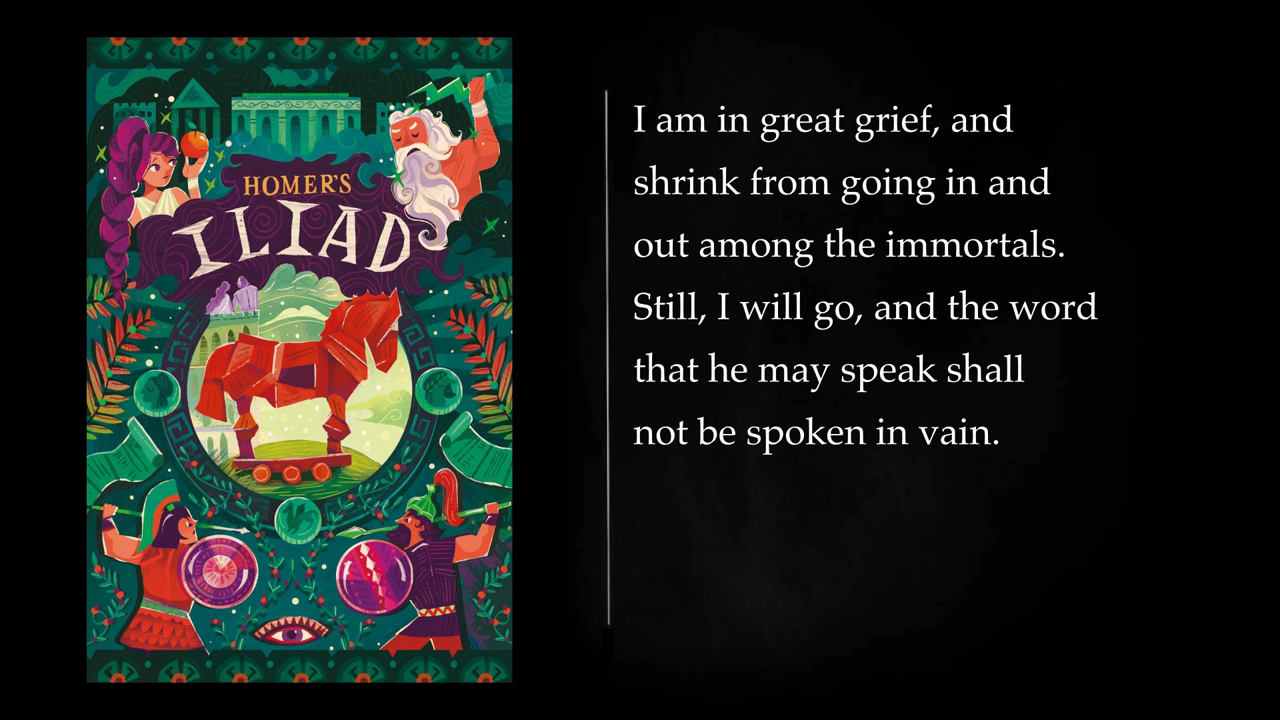 HOMER'S
ILIAD
I am in great grief, and
shrink from going in and
out among the immortals.
Still, I will go, and the word
that he may speak shall
not be spoken in vain.